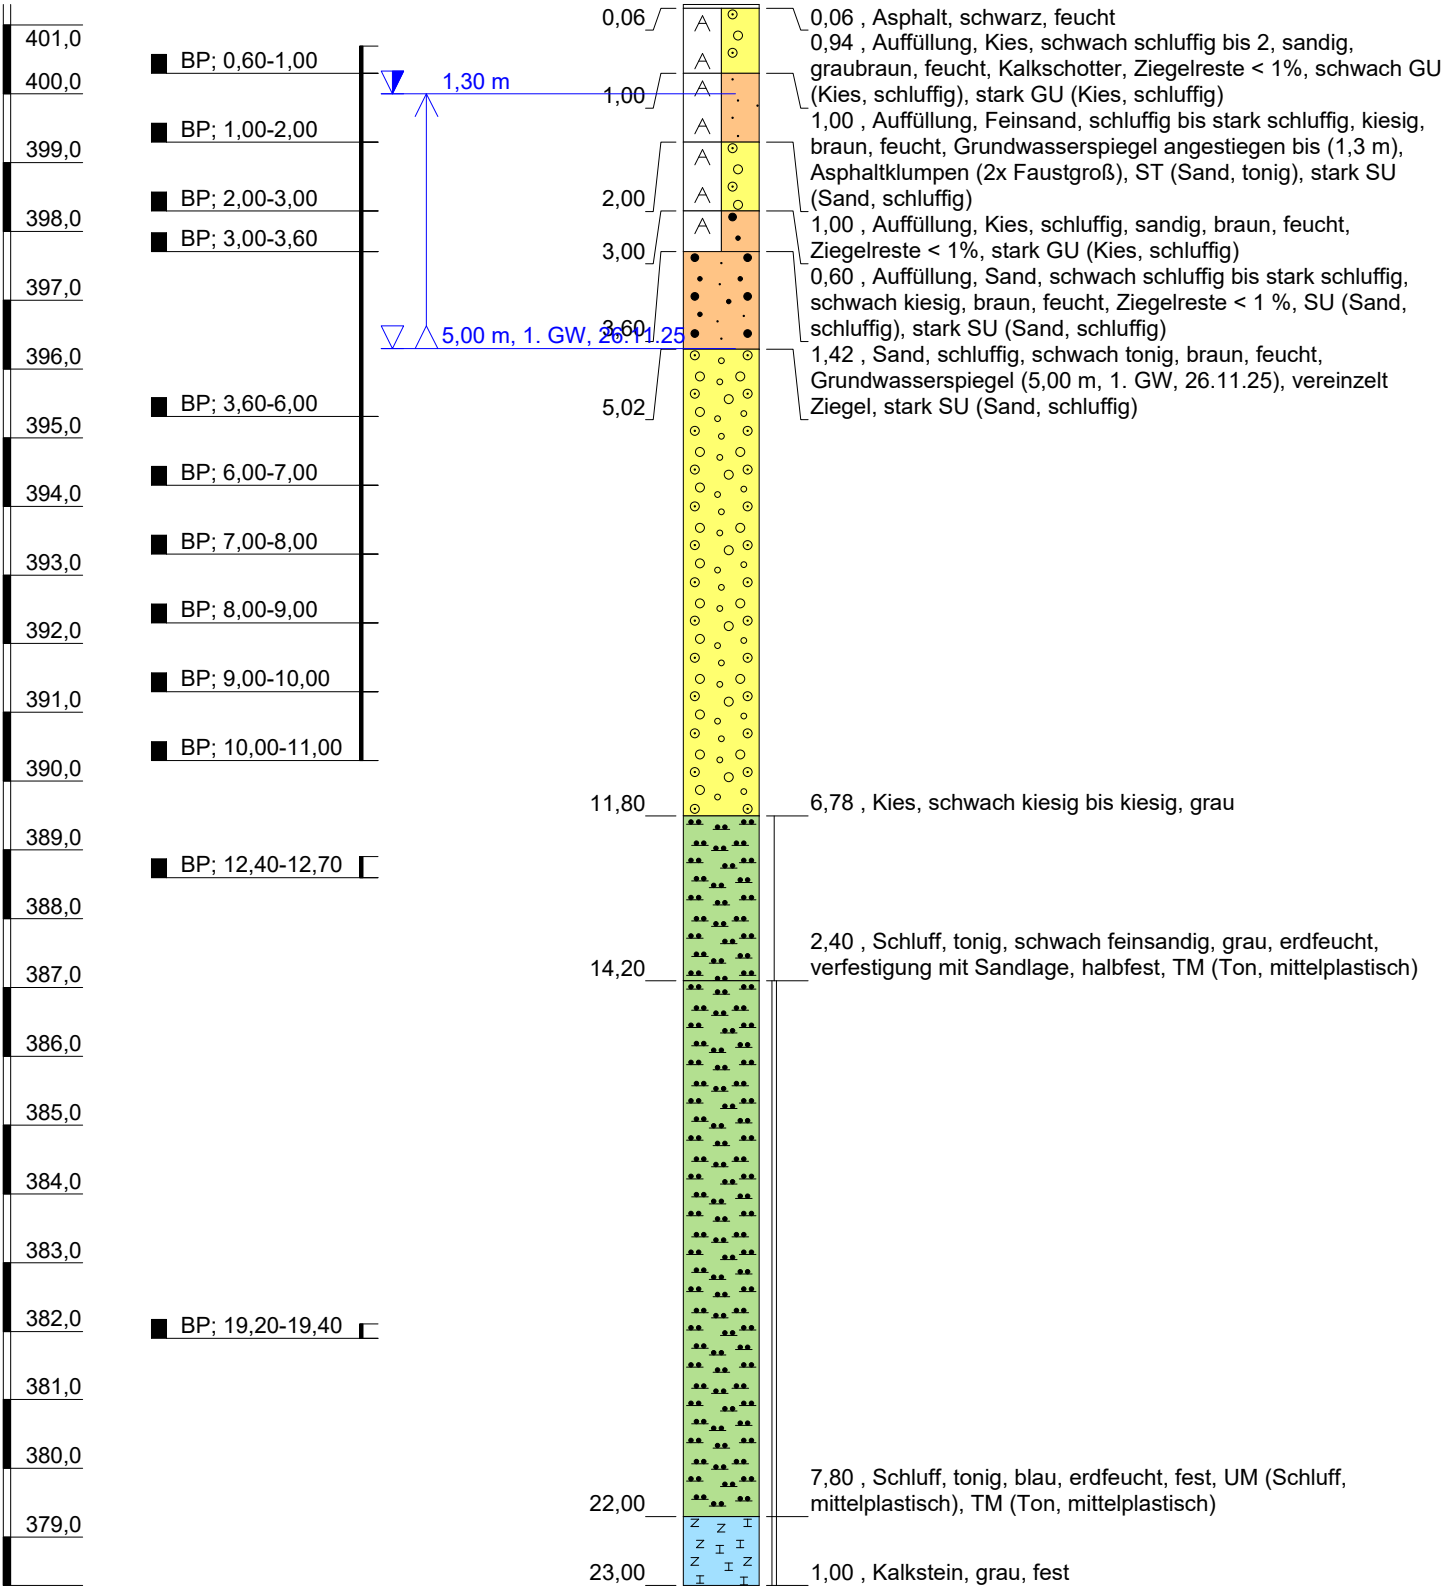 401,0
400,0
399,0
398,0
397,0
396,0
395,0
394,0
393,0
392,0
391,0
390,0
389,0
388,0
387,0
386,0
385,0
384,0
383,0
382,0
381,0
380,0
379,0
BP; 0,60-1,00
BP; 1,00-2,00
BP; 2,00-3,00
BP; 3,00-3,60
BP; 3,60-6,00
BP; 6,00-7,00
BP; 7,00-8,00
BP; 8,00-9,00
BP; 9,00-10,00
BP; 10,00-11,00
BP; 12,40-12,70
BP; 19,20-19,40
1,30 m
5,00 m, 1. GW, 26.11.25
0,06
1,00
2,00
3,00
3,60
5,02
11,80
14,20
22,00
23,00
0,06 , Asphalt, schwarz, feucht
0,94 , Auffüllung, Kies, schwach schluffig bis 2, sandig,
graubraun, feucht, Kalkschotter, Ziegelreste < 1%, schwach GU
(Kies, schluffig), stark GU (Kies, schluffig)
1,00 , Auffüllung, Feinsand, schluffig bis stark schluffig, kiesig,
braun, feucht, Grundwasserspiegel angestiegen bis (1,3 m),
Asphaltklumpen (2x Faustgroß), ST (Sand, tonig), stark SU
(Sand, schluffig)
1,00 , Auffüllung, Kies, schluffig, sandig, braun, feucht,
Ziegelreste < 1%, stark GU (Kies, schluffig)
0,60 , Auffüllung, Sand, schwach schluffig bis stark schluffig,
schwach kiesig, braun, feucht, Ziegelreste < 1 %, SU (Sand,
schluffig), stark SU (Sand, schluffig)
1,42 , Sand, schluffig, schwach tonig, braun, feucht,
Grundwasserspiegel (5,00 m, 1. GW, 26.11.25), vereinzelt
Ziegel, stark SU (Sand, schluffig)
6,78 , Kies, schwach kiesig bis kiesig, grau
2,40 , Schluff, tonig, schwach feinsandig, grau, erdfeucht,
verfestigung mit Sandlage, halbfest, TM (Ton, mittelplastisch)
7,80 , Schluff, tonig, blau, erdfeucht, fest, UM (Schluff,
mittelplastisch), TM (Ton, mittelplastisch)
1,00 , Kalkstein, grau, fest